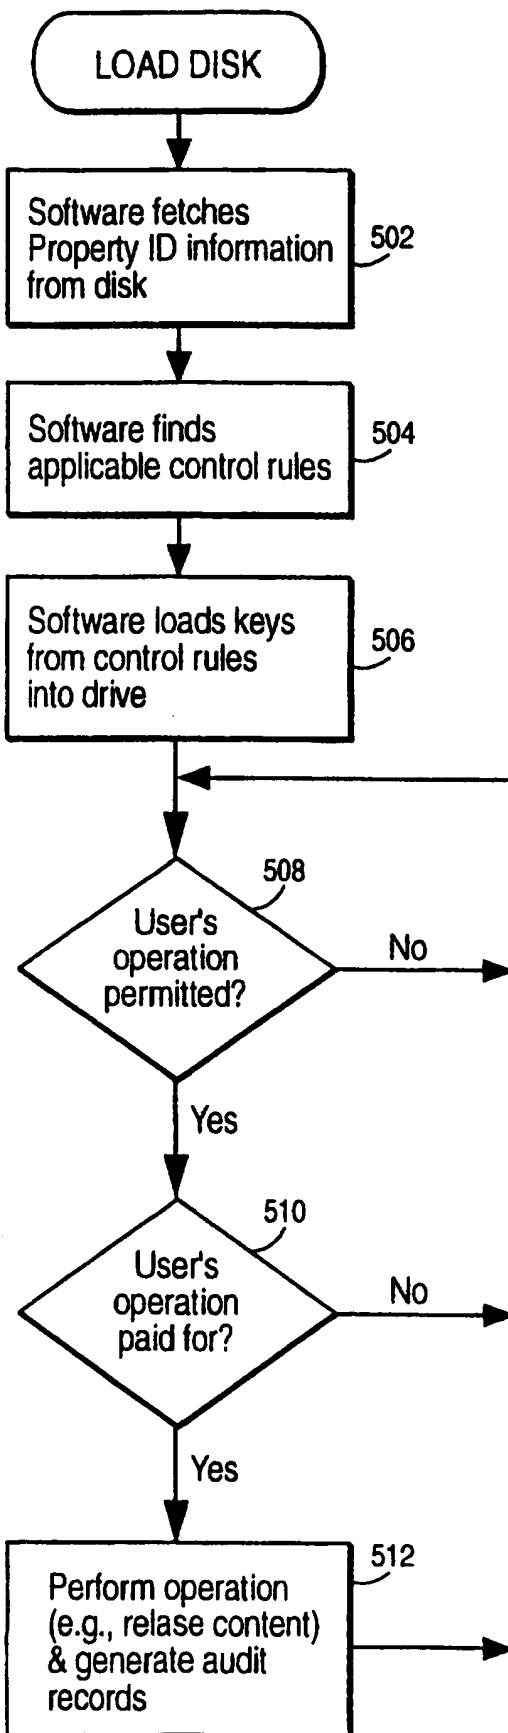 LOAD DISK
Software fetches
Property ID information
from disk
502
Software finds
applicable control rules
504
Software loads keys
from control rules
into drive
506
508
User's
operation
permitted?
No
Yes
510
User's
operation
paid for?
No
Yes
512
Perform operation
(e.g., relase content)
& generate audit
records